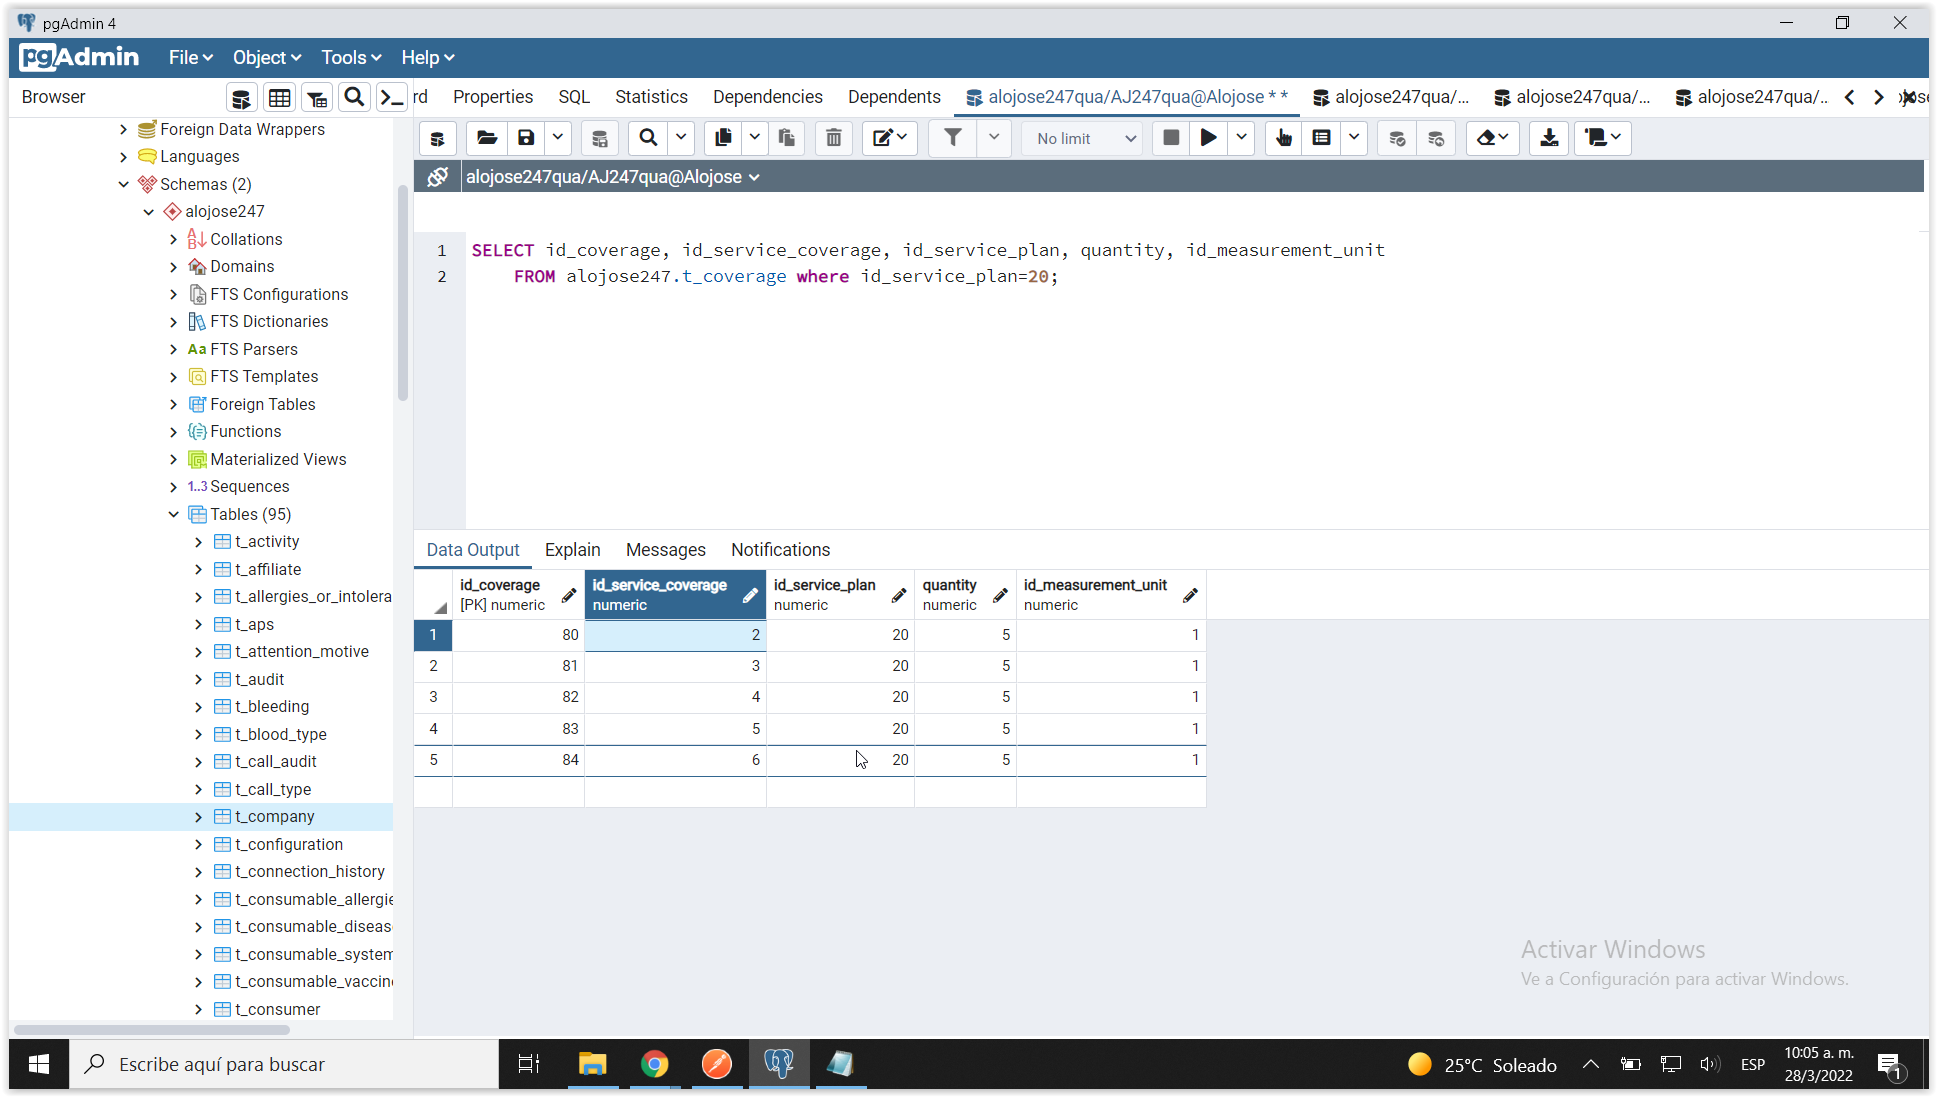 pgAdmin 4
pgAdmin File Object Tools Help
Browser
rd Properties SQL Statistics Dependencies Dependents alojose247qua/AJ247qua@Alojose * * alojose247qua/... alojose247qua/... alojose247qua/...
No limit
alojose247qua/AJ247qua@Alojose
Foreign Data Wrappers
Languages
Schemas (2)
alojose247
Collations
Domains
FTS Configurations
FTS Dictionaries
Aa FTS Parsers
FTS Templates
Foreign Tables
Functions
Materialized Views
1..3 Sequences
Tables (95)
t_activity
t_affiliate
t_allergies_or_intolera
t_aps
t_attention_motive
t_audit
t_bleeding
t_blood_type
t_call_audit
t_call_type
t_company
t_configuration
t_connection_history
t_consumable_allergie
t_consumable_diseas
t_consumable_system
t_consumable_vaccin
t_consumer
1 SELECT id_coverage, id_service_coverage, id_service_plan, quantity, id_measurement_unit
2 FROM alojose247.t_coverage where id_service_plan=20;
Data Output Explain Messages Notifications
id_coverage id_service_coverage id_service_plan quantity id_measurement_unit
[PK] numeric numeric numeric numeric numeric
1 80 2 20 5 1
2 81 3 20 5 1
3 82 4 20 5 1
4 83 5 20 5 1
5 84 6 20 5 1
Activar Windows
Ve a Configuración para activar Windows.
Escribe aquí para buscar
25°C Soleado
ESP
10:05 a. m.
28/3/2022
1